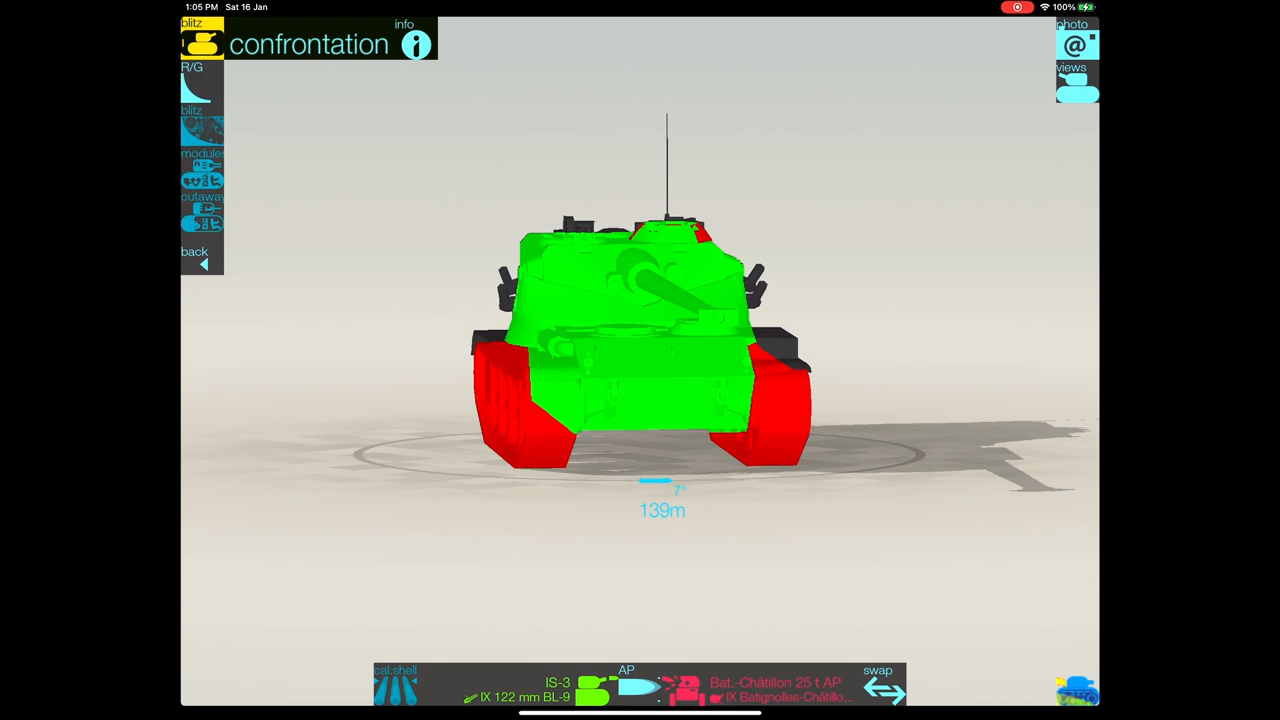 1:05 PM Sat 16 Jan
100%
blitz
confrontation
info
photo
@
R/G
views
blitz
modules
cutaway
back
7°
139m
cal.shell
IS-3
AP
Bat.-Châtillon 25 t AP
swap
IX 122 mm BL-9
IX Batignolles-Châtillo...